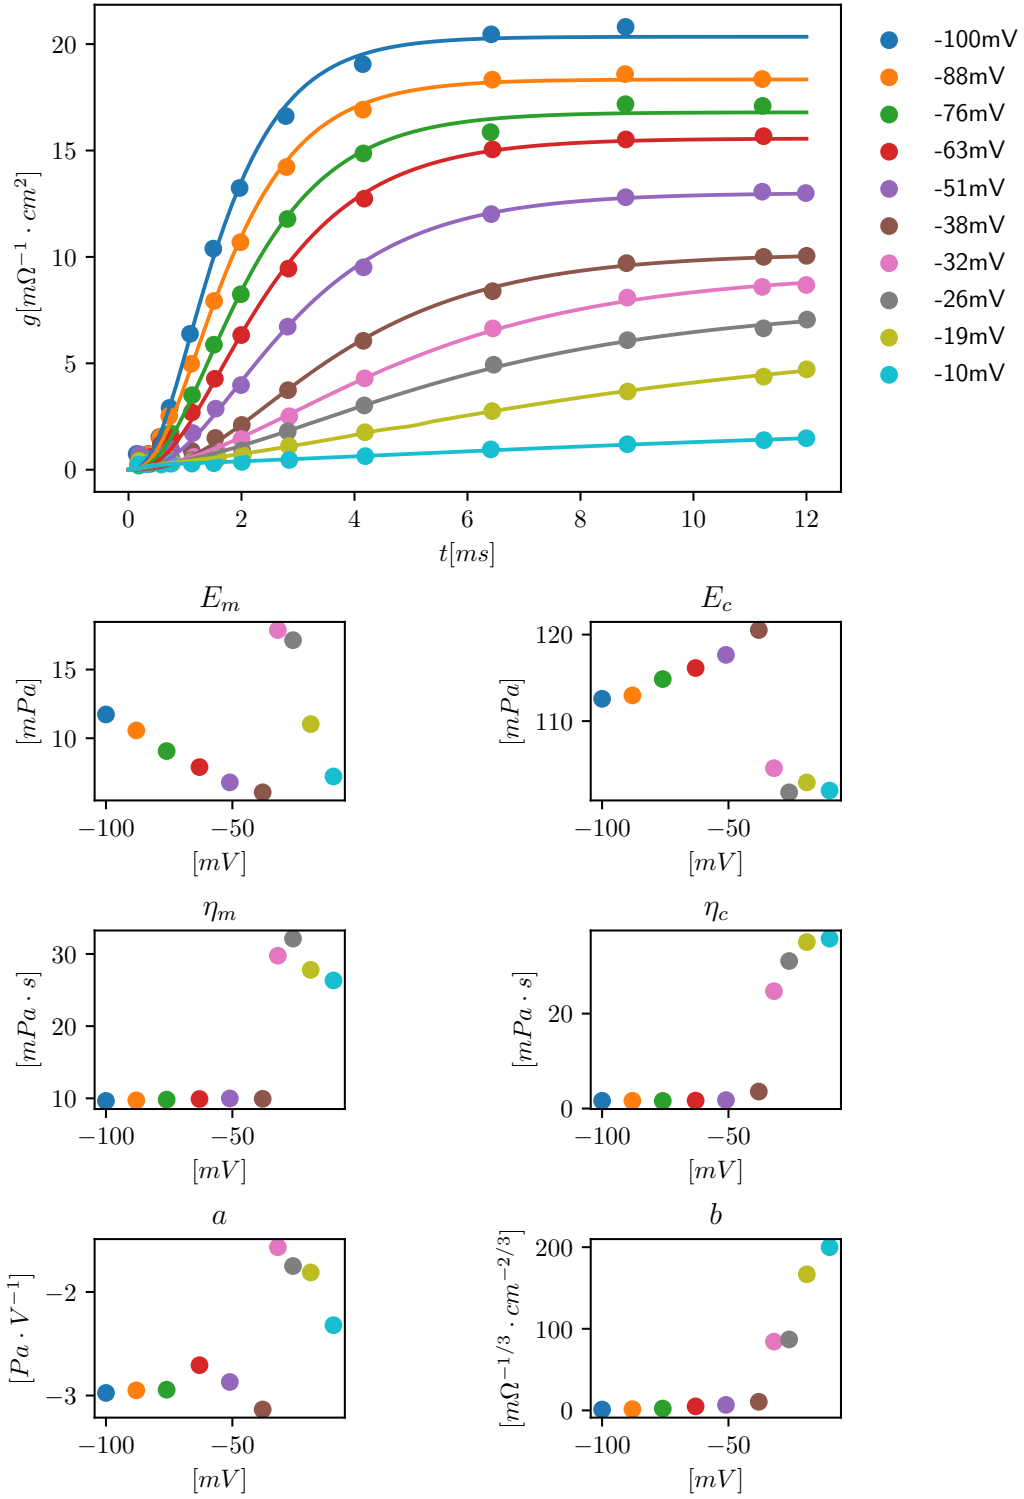 20
15
10
5
0
g[mΩ⁻¹ · cm²]
0 2 4 6 8 10 12
t[ms]
-100mV
-88mV
-76mV
-63mV
-51mV
-38mV
-32mV
-26mV
-19mV
-10mV
E_m
15
10
[mPa]
−100 −50
[mV]
E_c
120
110
[mPa]
−100 −50
[mV]
η_m
30
20
10
[mPa · s]
−100 −50
[mV]
η_c
20
0
[mPa · s]
−100 −50
[mV]
a
−2
−3
[Pa · V⁻¹]
−100 −50
[mV]
b
200
100
0
[mΩ^{−1/3} · cm^{−2/3}]
−100 −50
[mV]